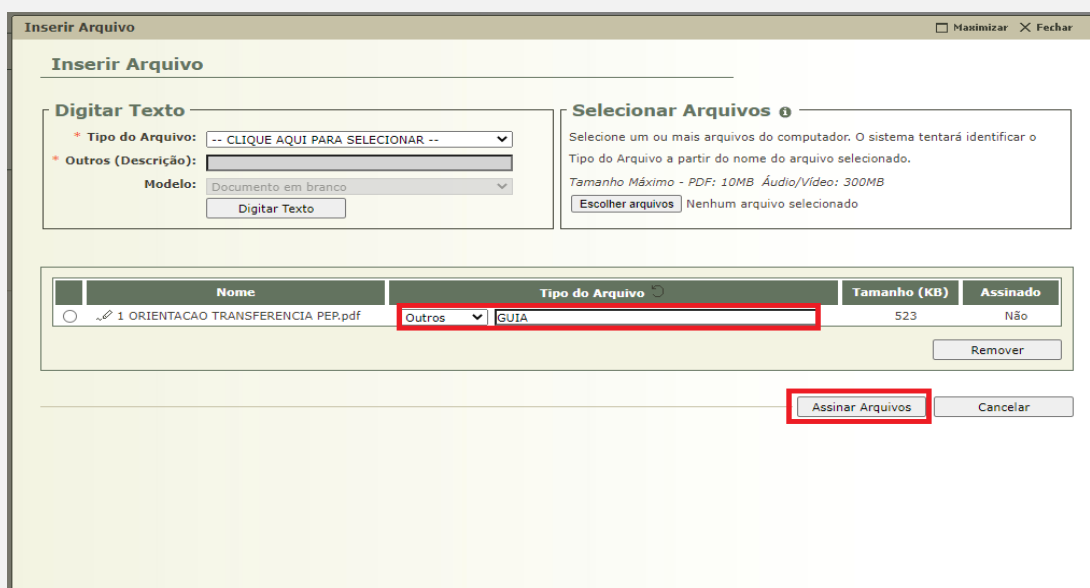 Inserir Arquivo
Maximizar
Fechar
Inserir Arquivo
Digitar Texto
* Tipo do Arquivo: -- CLIQUE AQUI PARA SELECIONAR --
* Outros (Descrição):
Modelo: Documento em branco
Digitar Texto
Selecionar Arquivos
Selecione um ou mais arquivos do computador. O sistema tentará identificar o
Tipo do Arquivo a partir do nome do arquivo selecionado.
Tamanho Máximo - PDF: 10MB Áudio/Vídeo: 300MB
Escolher arquivos Nenhum arquivo selecionado
Nome Tipo do Arquivo Tamanho (KB) Assinado
1 ORIENTACAO TRANSFERENCIA PEP.pdf Outros GUIA 523 Não
Remover
Assinar Arquivos Cancelar